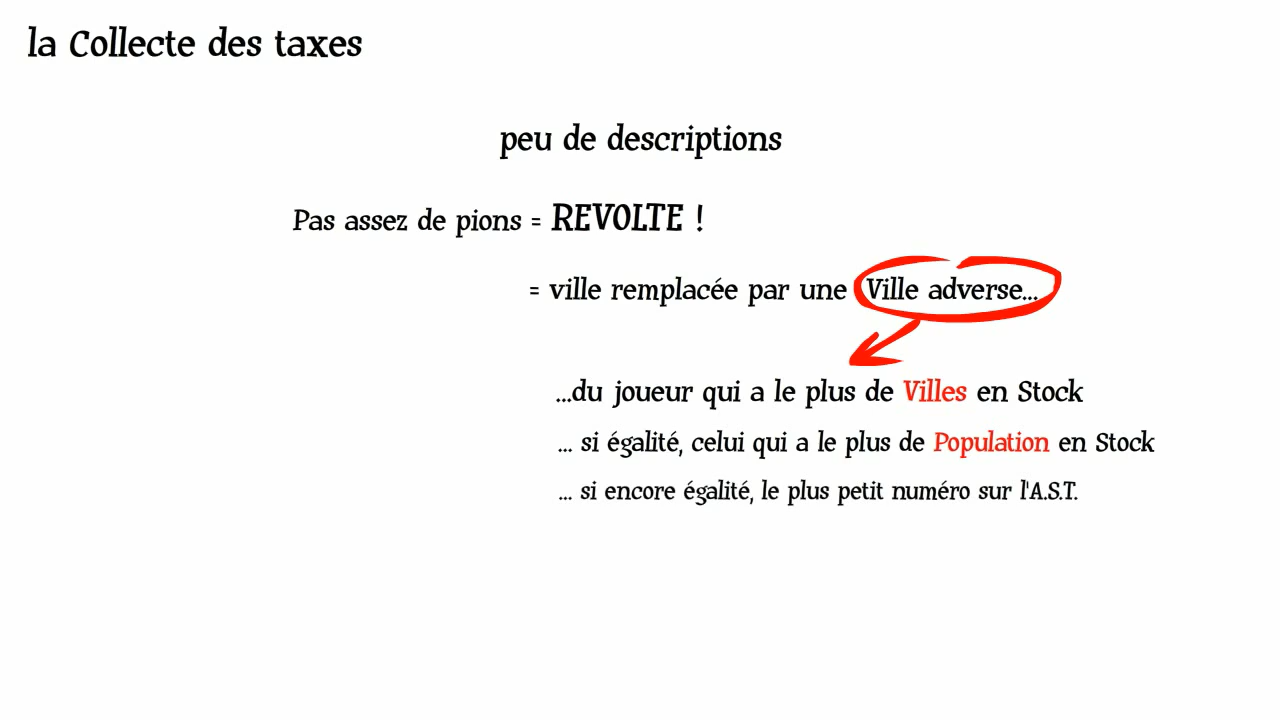 la Collecte des taxes
peu de descriptions
Pas assez de pions = REVOLTE !
= ville remplacée par une Ville adverse...
...du joueur qui a le plus de Villes en Stock
... si égalité, celui qui a le plus de Population en Stock
... si encore égalité, le plus petit numéro sur l'A.S.T.